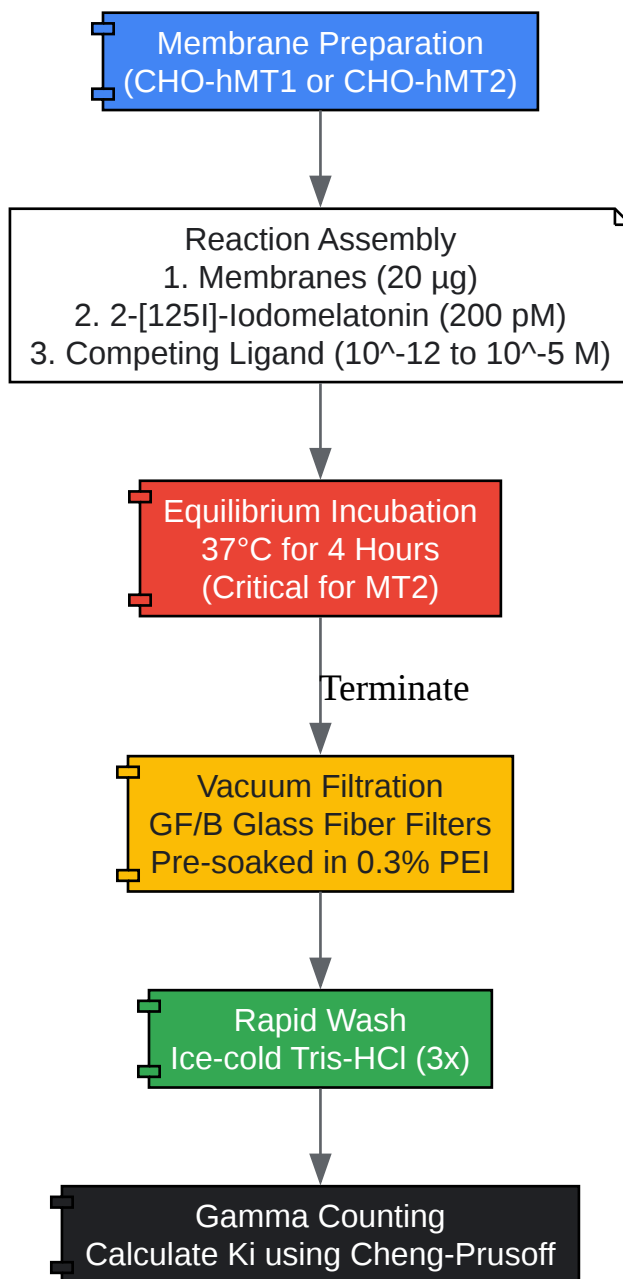 Membrane Preparation
(CHO-hMT1 or CHO-hMT2)
Reaction Assembly
1. Membranes (20 µg)
2. 2-[125I]-Iodomelatonin (200 pM)
3. Competing Ligand (10^-12 to 10^-5 M)
Equilibrium Incubation
37°C for 4 Hours
(Critical for MT2)
Terminate
Vacuum Filtration
GF/B Glass Fiber Filters
Pre-soaked in 0.3% PEI
Rapid Wash
Ice-cold Tris-HCl (3x)
Gamma Counting
Calculate Ki using Cheng-Prusoff